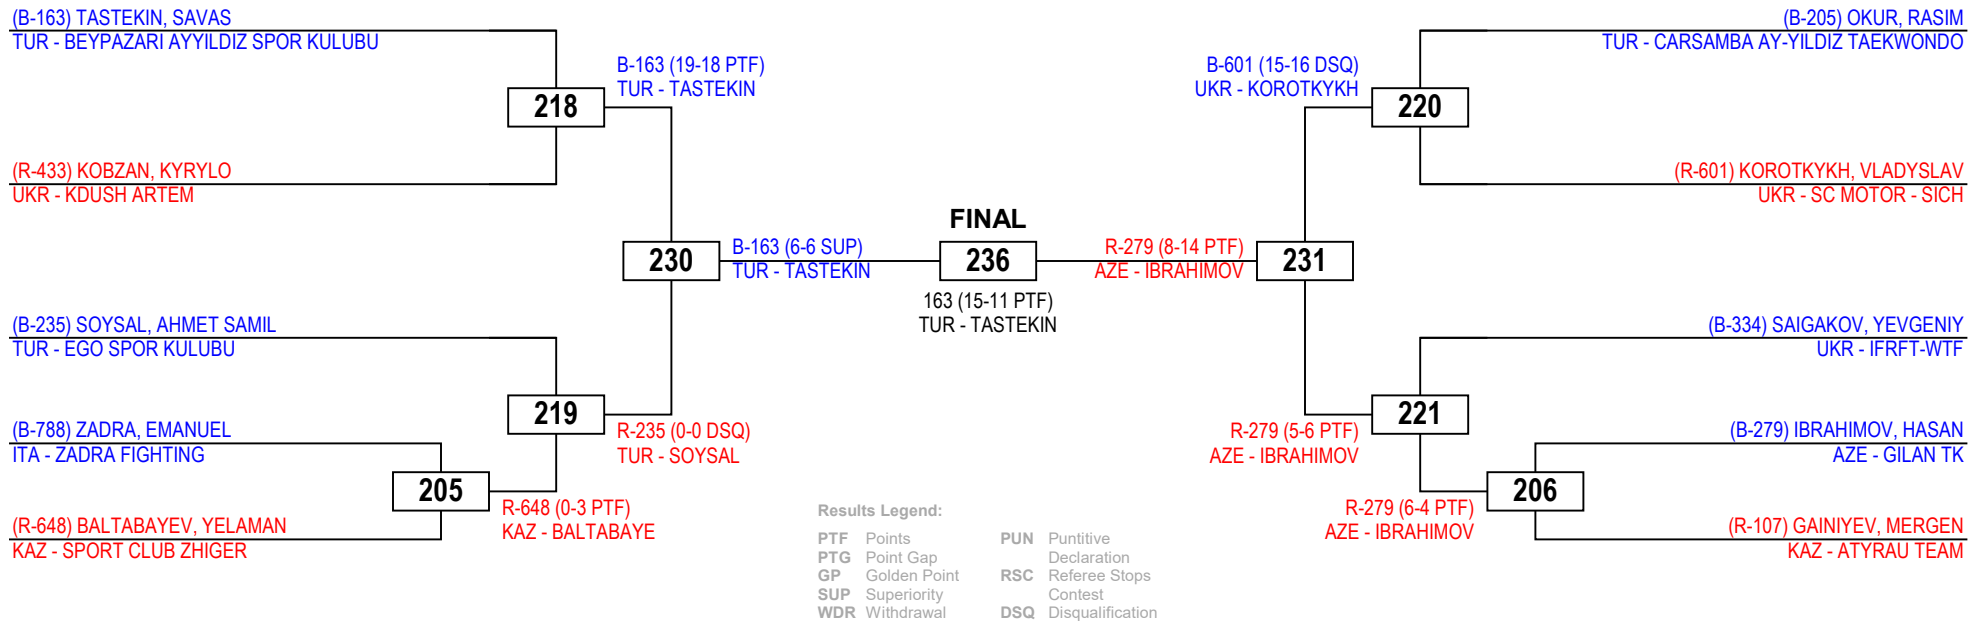 (B-163) TASTEKIN, SAVAS
TUR - BEYPAZARI AYYILDIZ SPOR KULUBU
B-163 (19-18 PTF)
TUR - TASTEKIN
218
(R-433) KOBZAN, KYRYLO
UKR - KDUSH ARTEM
230
B-163 (6-6 SUP)
TUR - TASTEKIN
(B-235) SOYSAL, AHMET SAMIL
TUR - EGO SPOR KULUBU
219
R-235 (0-0 DSQ)
TUR - SOYSAL
(B-788) ZADRA, EMANUEL
ITA - ZADRA FIGHTING
205
R-648 (0-3 PTF)
KAZ - BALTABAYE
(R-648) BALTABAYEV, YELAMAN
KAZ - SPORT CLUB ZHIGER
FINAL
236
163 (15-11 PTF)
TUR - TASTEKIN
(B-205) OKUR, RASIM
TUR - CARSAMBA AY-YILDIZ TAEKWONDO
B-601 (15-16 DSQ)
UKR - KOROTKYKH
220
(R-601) KOROTKYKH, VLADYSLAV
UKR - SC MOTOR - SICH
R-279 (8-14 PTF)
AZE - IBRAHIMOV
231
(B-334) SAIGAKOV, YEVGENIY
UKR - IFRFT-WTF
221
R-279 (5-6 PTF)
AZE - IBRAHIMOV
(B-279) IBRAHIMOV, HASAN
AZE - GILAN TK
206
R-279 (6-4 PTF)
AZE - IBRAHIMOV
(R-107) GAINIYEV, MERGEN
KAZ - ATYRAU TEAM
Results Legend:
PTF Points
PTG Point Gap
GP Golden Point
SUP Superiority
WDR Withdrawal
PUN Puntitive
Declaration
RSC Referee Stops
Contest
DSQ Disqualification